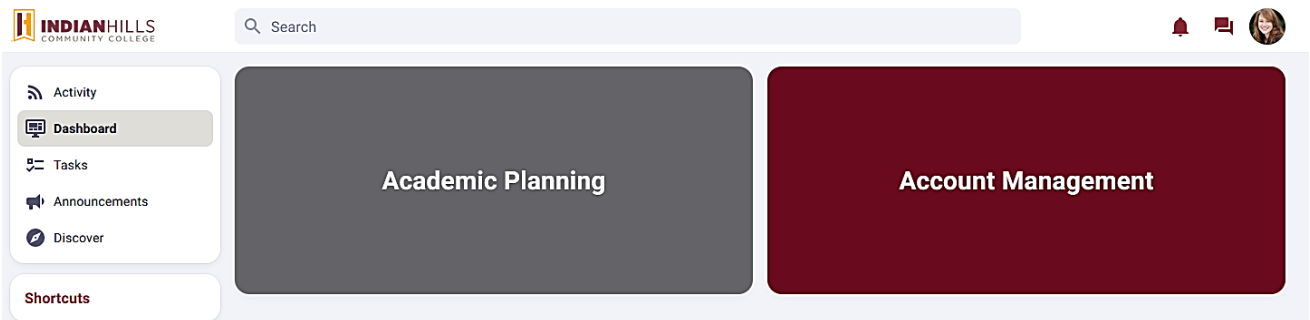 INDIANHILLS
COMMUNITY COLLEGE
Search
Activity
Dashboard
Tasks
Announcements
Discover
Shortcuts
Academic Planning
Account Management